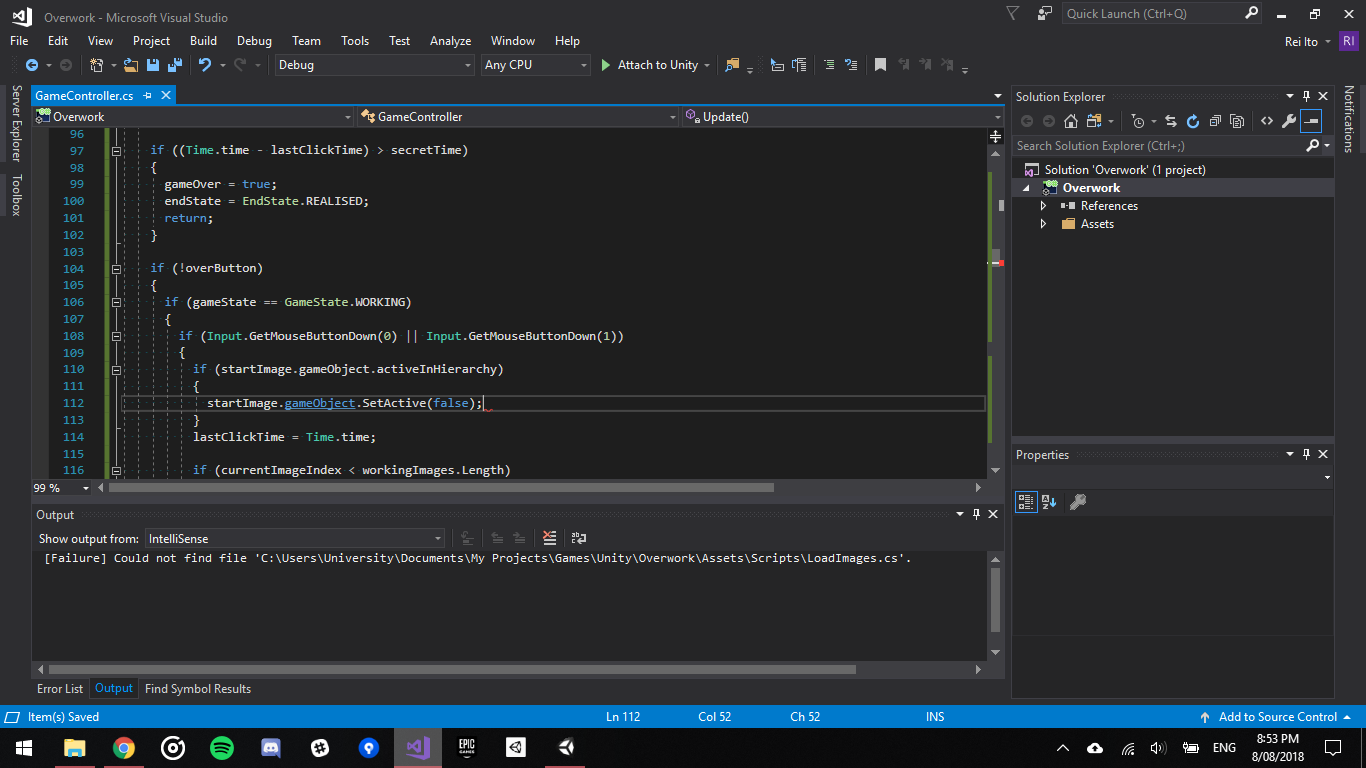 Overwork - Microsoft Visual Studio
Quick Launch (Ctrl+Q)
File Edit View Project Build Debug Team Tools Test Analyze Window Help
Rei Ito RI
Debug Any CPU Attach to Unity
Server Explorer
Toolbox
GameController.cs
Overwork GameController Update()
96
97 if ((Time.time - lastClickTime) > secretTime)
98 {
99 gameOver = true;
100 endState = EndState.REALISED;
101 return;
102 }
103
104 if (!overButton)
105 {
106 if (gameState == GameState.WORKING)
107 {
108 if (Input.GetMouseButtonDown(0) || Input.GetMouseButtonDown(1))
109 {
110 if (startImage.gameObject.activeInHierarchy)
111 {
112 startImage.gameObject.SetActive(false);
113 }
114 lastClickTime = Time.time;
115
116 if (currentImageIndex < workingImages.Length)
99 %
Output
Show output from: IntelliSense
[Failure] Could not find file 'C:\Users\University\Documents\My Projects\Games\Unity\Overwork\Assets\Scripts\LoadImages.cs'.
Error List Output Find Symbol Results
Solution Explorer
Search Solution Explorer (Ctrl+;)
Solution 'Overwork' (1 project)
Overwork
References
Assets
Properties
Notifications
Item(s) Saved Ln 112 Col 52 Ch 52 INS Add to Source Control
EPIC GAMES
ENG
8:53 PM
8/08/2018